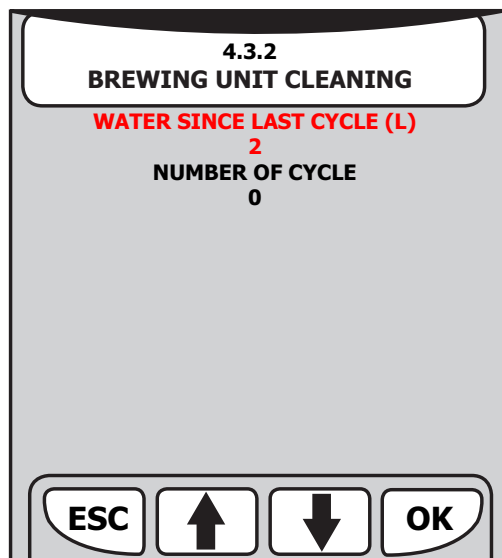 4.3.2
BREWING UNIT CLEANING
WATER SINCE LAST CYCLE (L)
2
NUMBER OF CYCLE
0
ESC OK